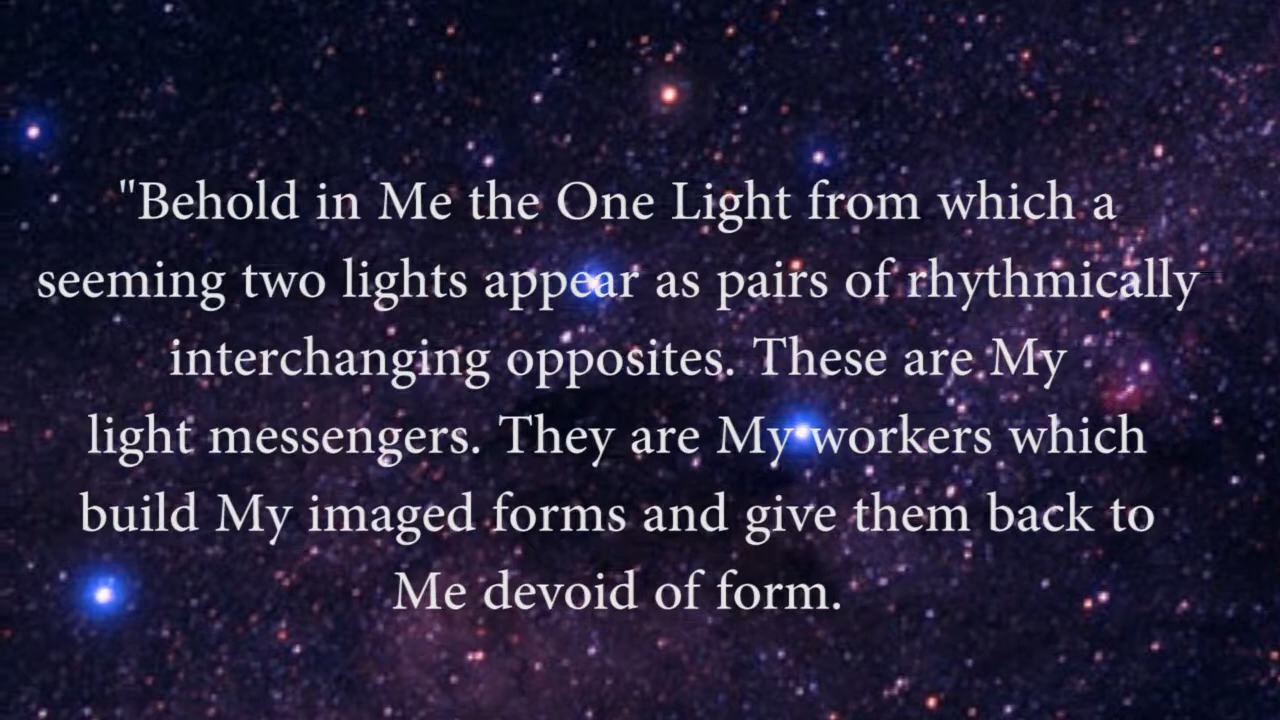 "Behold in Me the One Light from which a
seeming two lights appear as pairs of rhythmically
interchanging opposites. These are My
light messengers. They are My workers which
build My imaged forms and give them back to
Me devoid of form.